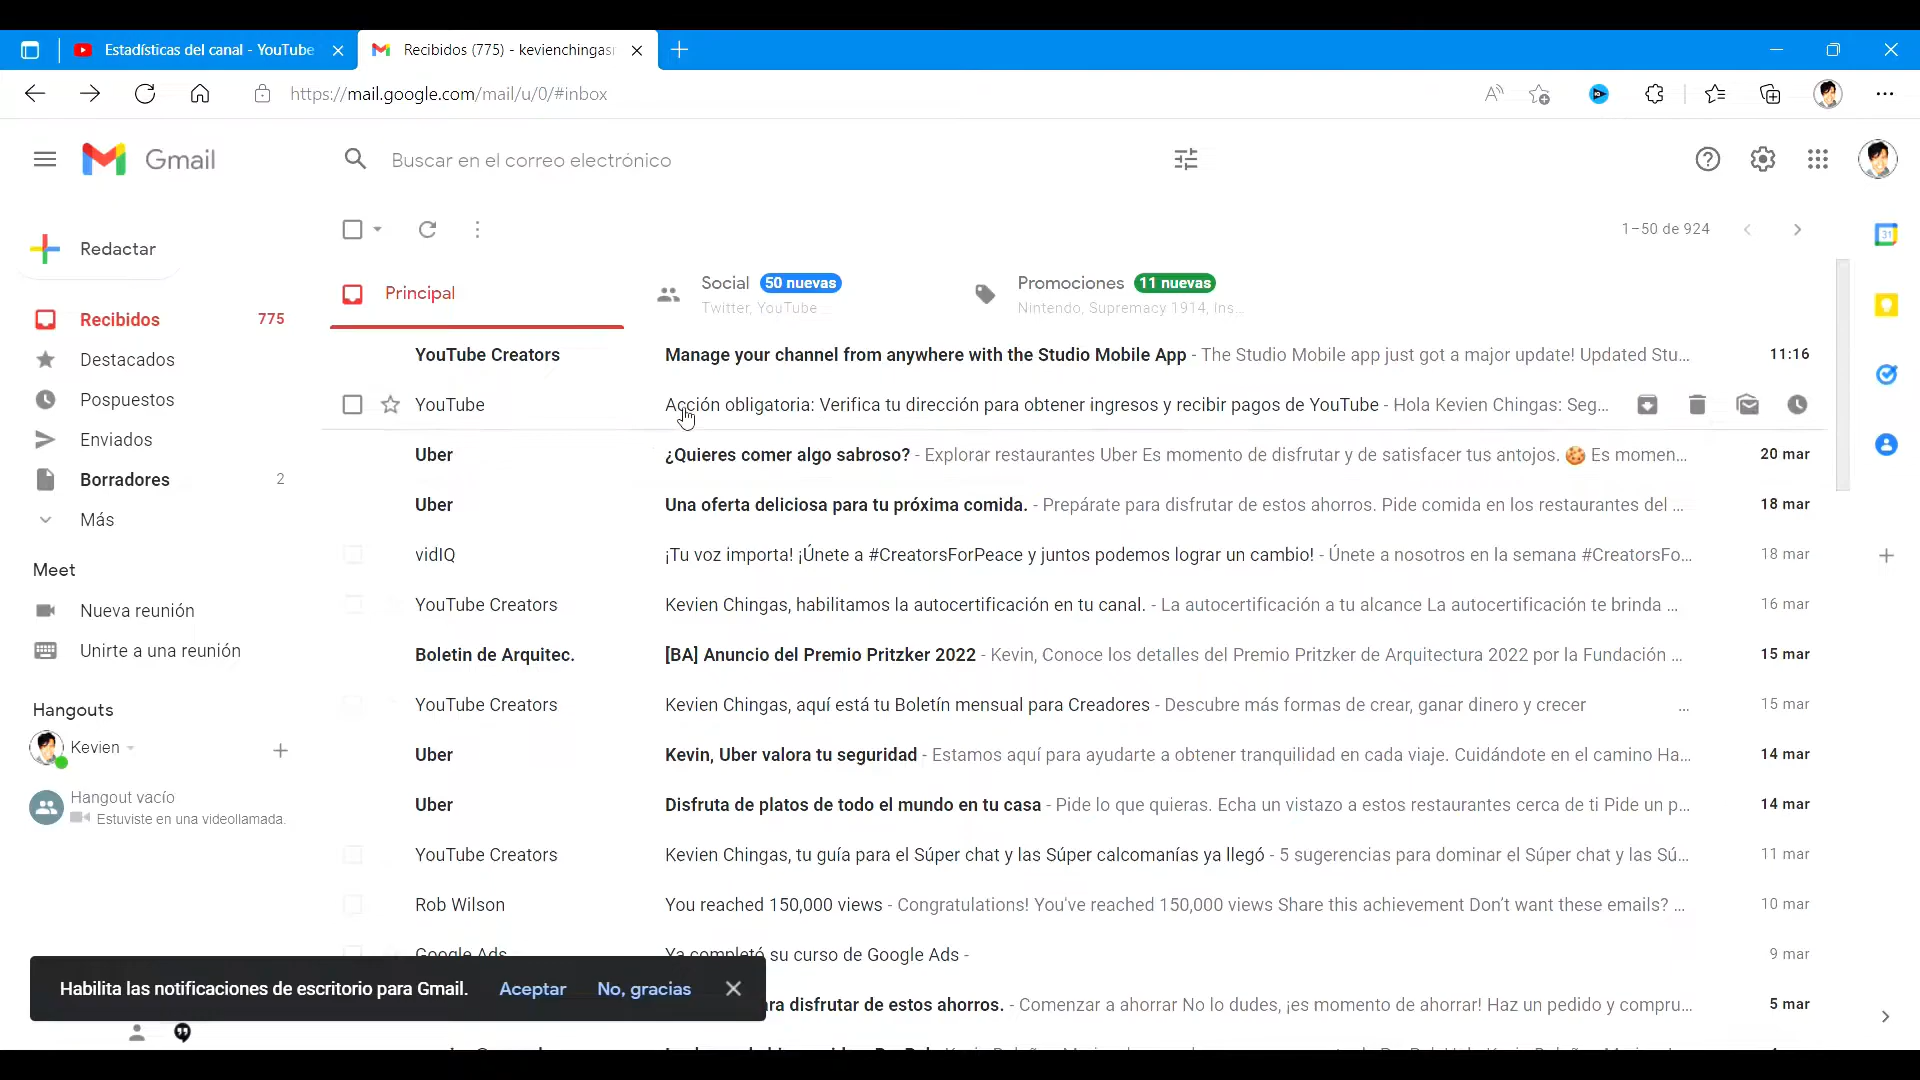 Estadísticas del canal - YouTube
Recibidos (775) - kevienchingas
https://mail.google.com/mail/u/0/#inbox
Gmail
Buscar en el correo electrónico
Redactar
1–50 de 924
Principal
Social 50 nuevas
Twitter, YouTube
Promociones 11 nuevas
Nintendo, Supremacy 1914, Ins...
Recibidos 775
Destacados
Pospuestos
Enviados
Borradores 2
Más
Meet
Nueva reunión
Unirte a una reunión
Hangouts
Kevien
Hangout vacío
Estuviste en una videollamada.
YouTube Creators Manage your channel from anywhere with the Studio Mobile App - The Studio Mobile app just got a major update! Updated Stu... 11:16
YouTube Acción obligatoria: Verifica tu dirección para obtener ingresos y recibir pagos de YouTube - Hola Kevien Chingas: Seg...
Uber ¿Quieres comer algo sabroso? - Explorar restaurantes Uber Es momento de disfrutar y de satisfacer tus antojos. 🍪 Es momen... 20 mar
Uber Una oferta deliciosa para tu próxima comida. - Prepárate para disfrutar de estos ahorros. Pide comida en los restaurantes del ... 18 mar
vidIQ ¡Tu voz importa! ¡Únete a #CreatorsForPeace y juntos podemos lograr un cambio! - Únete a nosotros en la semana #CreatorsFo... 18 mar
YouTube Creators Kevien Chingas, habilitamos la autocertificación en tu canal. - La autocertificación a tu alcance La autocertificación te brinda ... 16 mar
Boletin de Arquitec. [BA] Anuncio del Premio Pritzker 2022 - Kevin, Conoce los detalles del Premio Pritzker de Arquitectura 2022 por la Fundación ... 15 mar
YouTube Creators Kevien Chingas, aquí está tu Boletín mensual para Creadores - Descubre más formas de crear, ganar dinero y crecer ... 15 mar
Uber Kevin, Uber valora tu seguridad - Estamos aquí para ayudarte a obtener tranquilidad en cada viaje. Cuidándote en el camino Ha... 14 mar
Uber Disfruta de platos de todo el mundo en tu casa - Pide lo que quieras. Echa un vistazo a estos restaurantes cerca de ti Pide un p... 14 mar
YouTube Creators Kevien Chingas, tu guía para el Súper chat y las Súper calcomanías ya llegó - 5 sugerencias para dominar el Súper chat y las Sú... 11 mar
Rob Wilson You reached 150,000 views - Congratulations! You've reached 150,000 views Share this achievement Don't want these emails? ... 10 mar
Google Ads Ya completó su curso de Google Ads - 9 mar
disfrutar de estos ahorros. - Comenzar a ahorrar No lo dudes, ¡es momento de ahorrar! Haz un pedido y compru... 5 mar
Habilita las notificaciones de escritorio para Gmail. Aceptar No, gracias